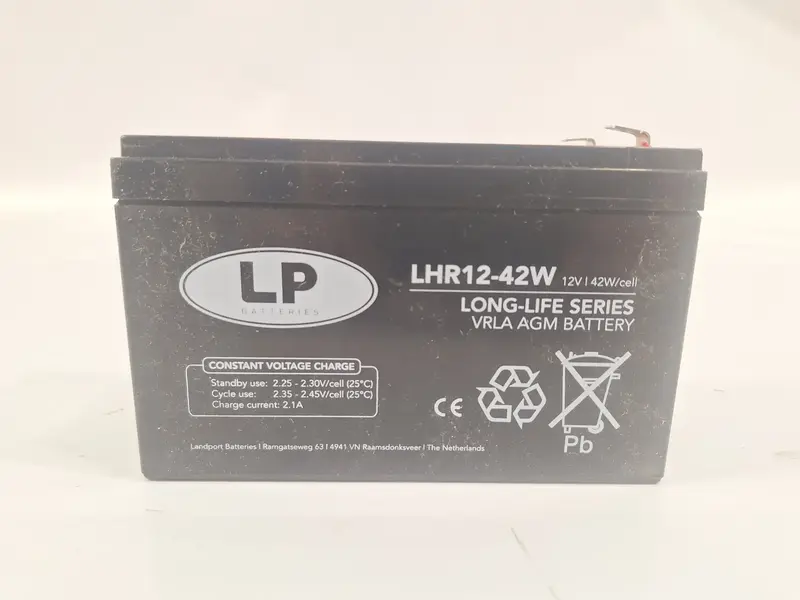 LP
BATTERIES
LHR12-42W 12V | 42W/cell
LONG-LIFE SERIES
VRLA AGM BATTERY
CONSTANT VOLTAGE CHARGE
Standby use: 2.25 - 2.30V/cell (25°C)
Cycle use: 2.35 - 2.45V/cell (25°C)
Charge current: 2.1A
CE
Pb
Landport Batteries | Ramgatseweg 63 | 4941 VN Raamsdonksveer | The Netherlands